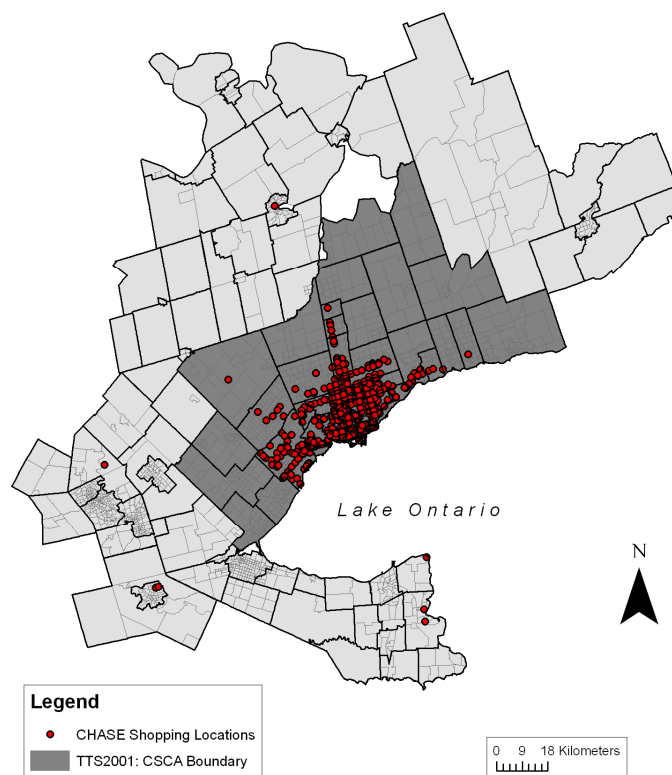 Lake Ontario
N
Legend
CHASE Shopping Locations
TTS2001: CSCA Boundary
0 9 18 Kilometers